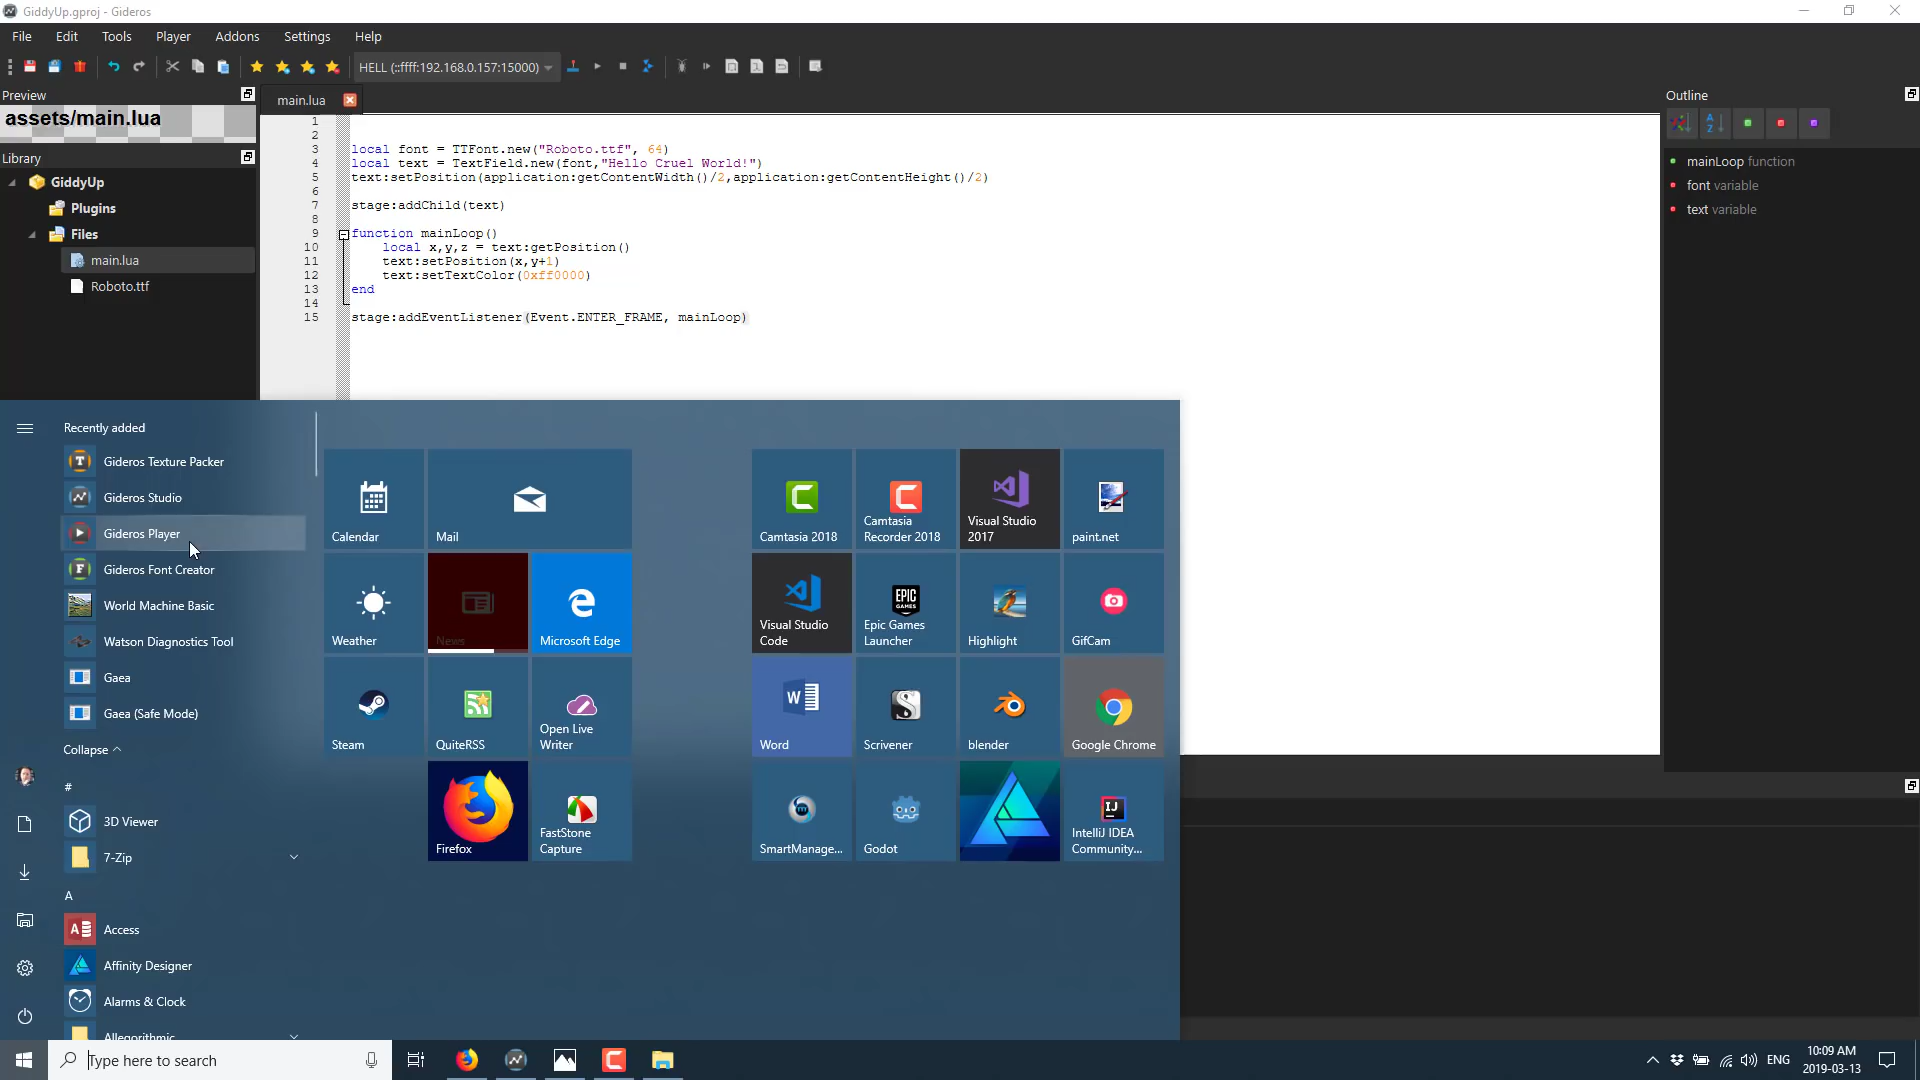 GiddyUp.gproj - Gideros
File Edit Tools Player Addons Settings Help
HELL (::ffff:192.168.0.157:15000)
Preview
assets/main.lua
Library
GiddyUp
Plugins
Files
main.lua
Roboto.ttf
main.lua
1
2
3 local font = TTFont.new("Roboto.ttf", 64)
4 local text = TextField.new(font,"Hello Cruel World!")
5 text:setPosition(application:getContentWidth()/2,application:getContentHeight()/2)
6
7 stage:addChild(text)
8
9 function mainLoop()
10 local x,y,z = text:getPosition()
11 text:setPosition(x,y+1)
12 text:setTextColor(0xff0000)
13 end
14
15 stage:addEventListener(Event.ENTER_FRAME, mainLoop)
Outline
mainLoop function
font variable
text variable
Recently added
Gideros Texture Packer
Gideros Studio
Gideros Player
Gideros Font Creator
World Machine Basic
Watson Diagnostics Tool
Gaea
Gaea (Safe Mode)
Collapse
#
3D Viewer
7-Zip
A
Access
Affinity Designer
Alarms & Clock
Allegorithmic
Calendar
Mail
Weather
News
Microsoft Edge
Steam
QuiteRSS
Open Live
Writer
Firefox
FastStone
Capture
Camtasia 2018
Camtasia
Recorder 2018
Visual Studio
2017
paint.net
Visual Studio
Code
EPIC
GAMES
Epic Games
Launcher
Highlight
GifCam
Word
Scrivener
blender
Google Chrome
SmartManage...
Godot
IntelliJ IDEA
Community...
Type here to search
ENG
10:09 AM
2019-03-13